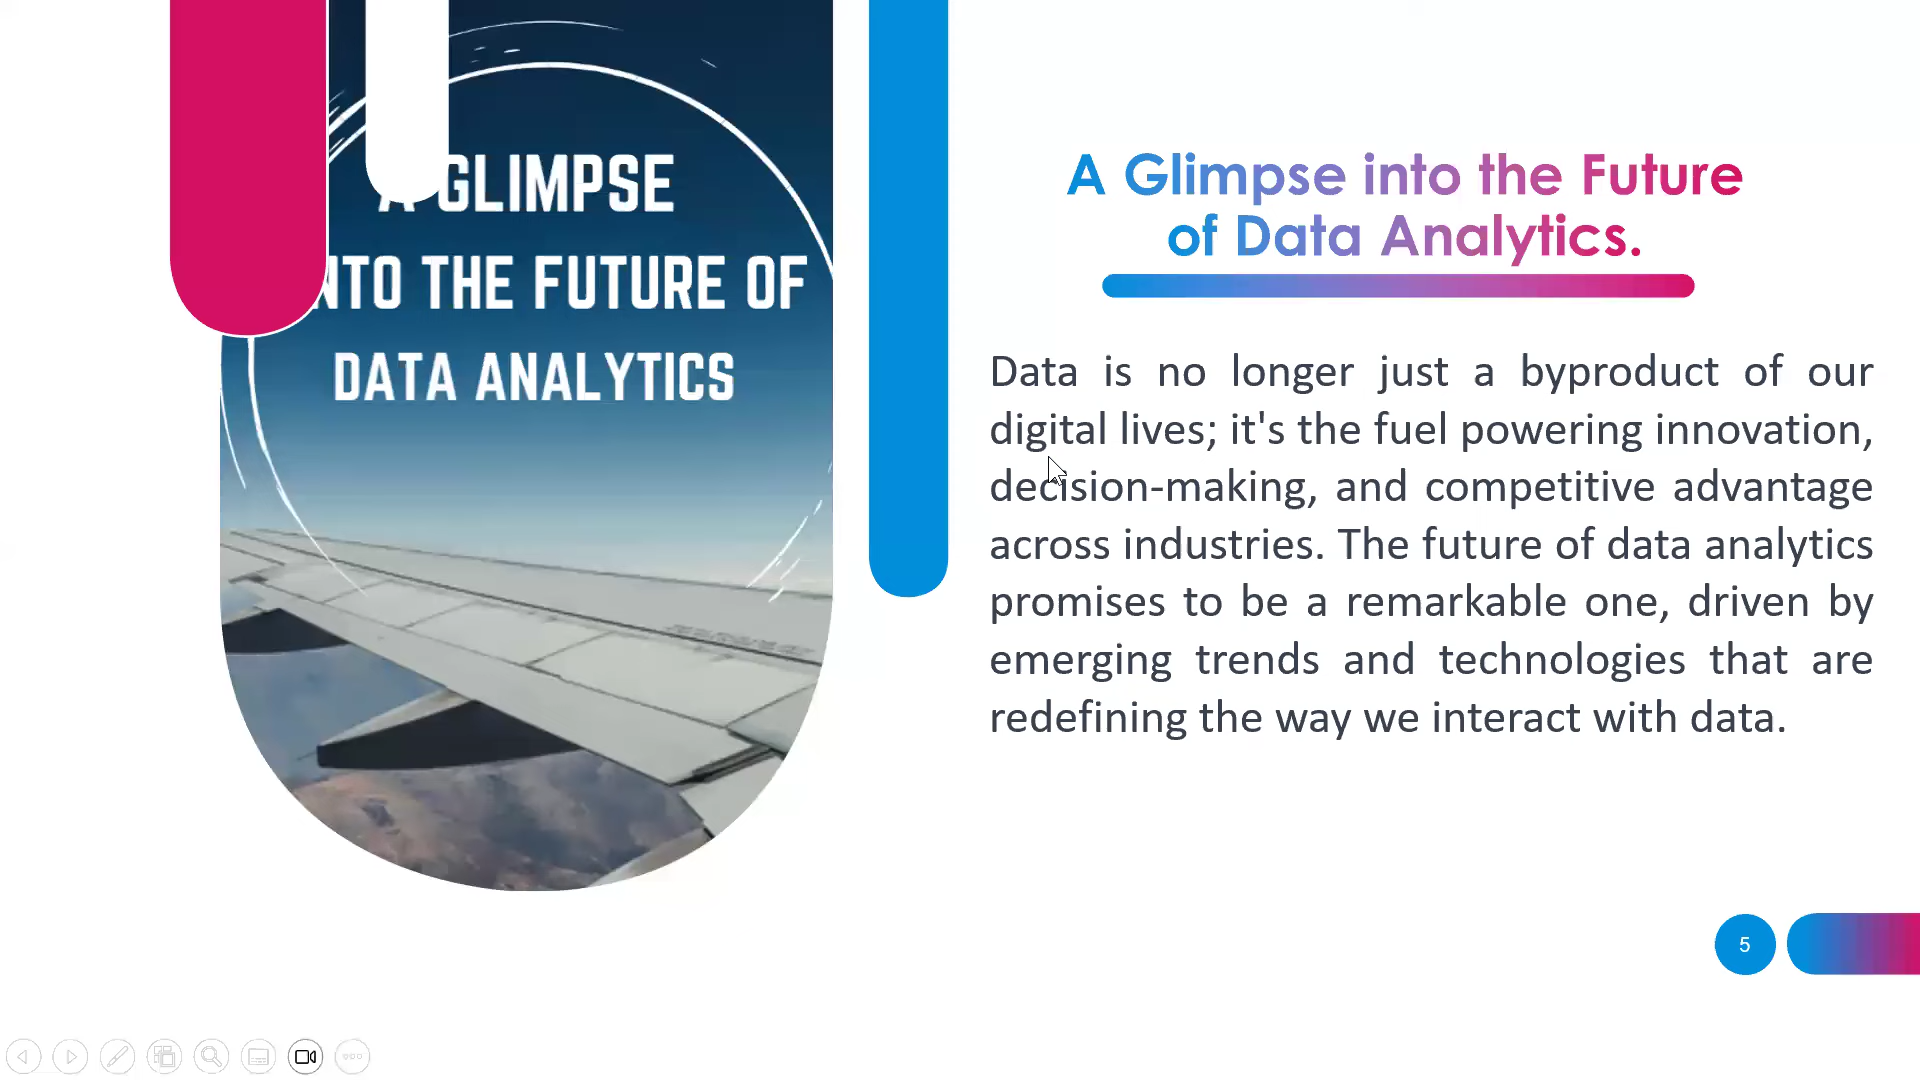 GLIMPSE
NTO THE FUTURE OF
DATA ANALYTICS
A Glimpse into the Future
of Data Analytics.
Data is no longer just a byproduct of our
digital lives; it's the fuel powering innovation,
decision-making, and competitive advantage
across industries. The future of data analytics
promises to be a remarkable one, driven by
emerging trends and technologies that are
redefining the way we interact with data.
5